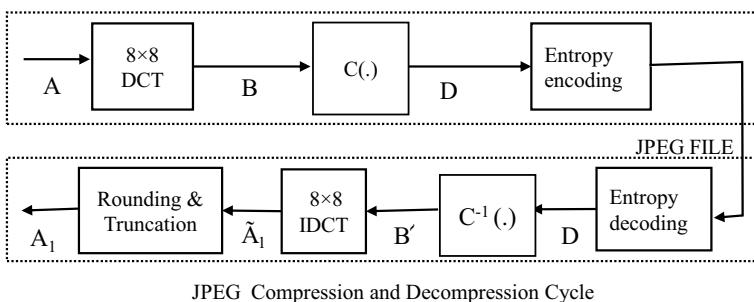 8×8
DCT
C(.)
Entropy
encoding
A
B
D
JPEG FILE
Rounding &
Truncation
8×8
IDCT
C⁻¹ (.)
Entropy
decoding
A₁
Ã₁
B′
D
JPEG Compression and Decompression Cycle